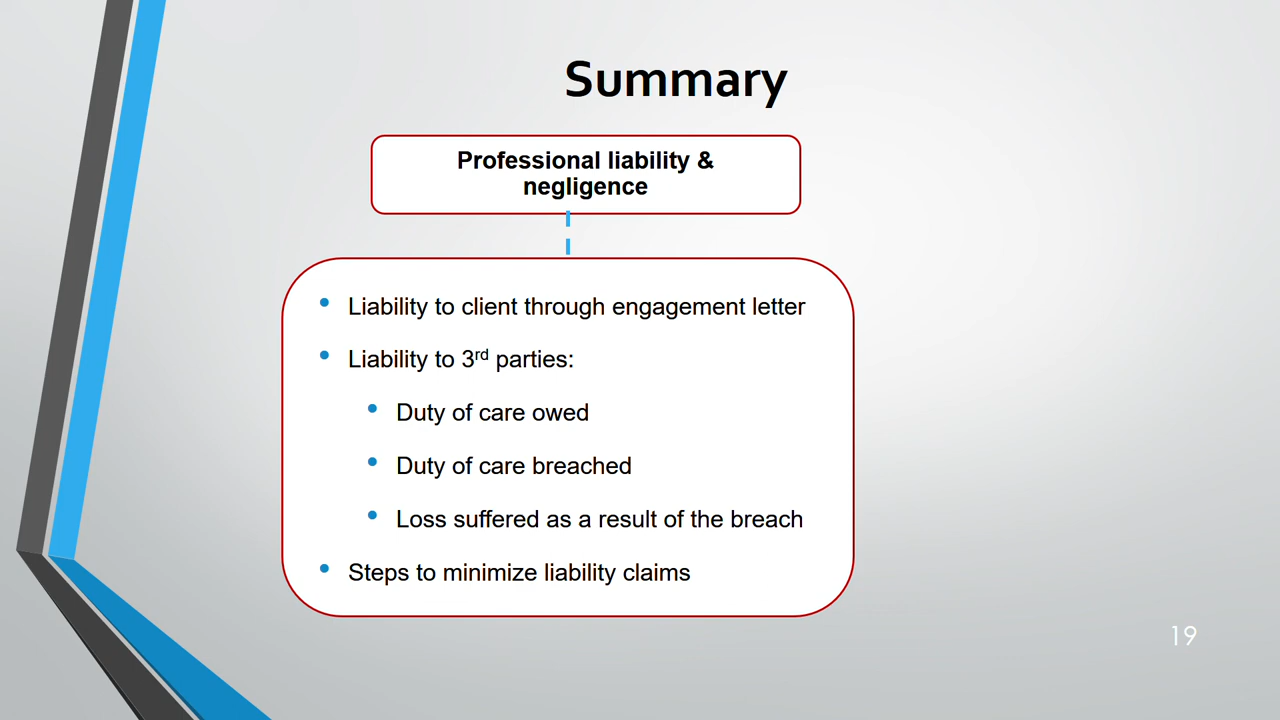 Summary
Professional liability &
negligence
• Liability to client through engagement letter
• Liability to 3rd parties:
• Duty of care owed
• Duty of care breached
• Loss suffered as a result of the breach
• Steps to minimize liability claims
19